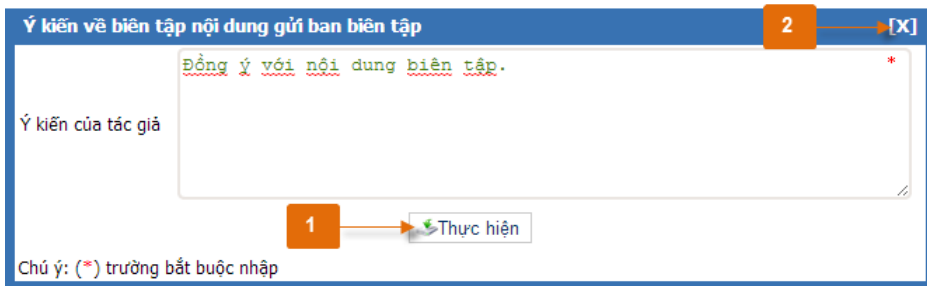 Ý kiến về biên tập nội dung gửi ban biên tập 2 [X]
Đồng ý với nội dung biên tập. *
Ý kiến của tác giả
1 Thực hiện
Chú ý: (*) trường bắt buộc nhập